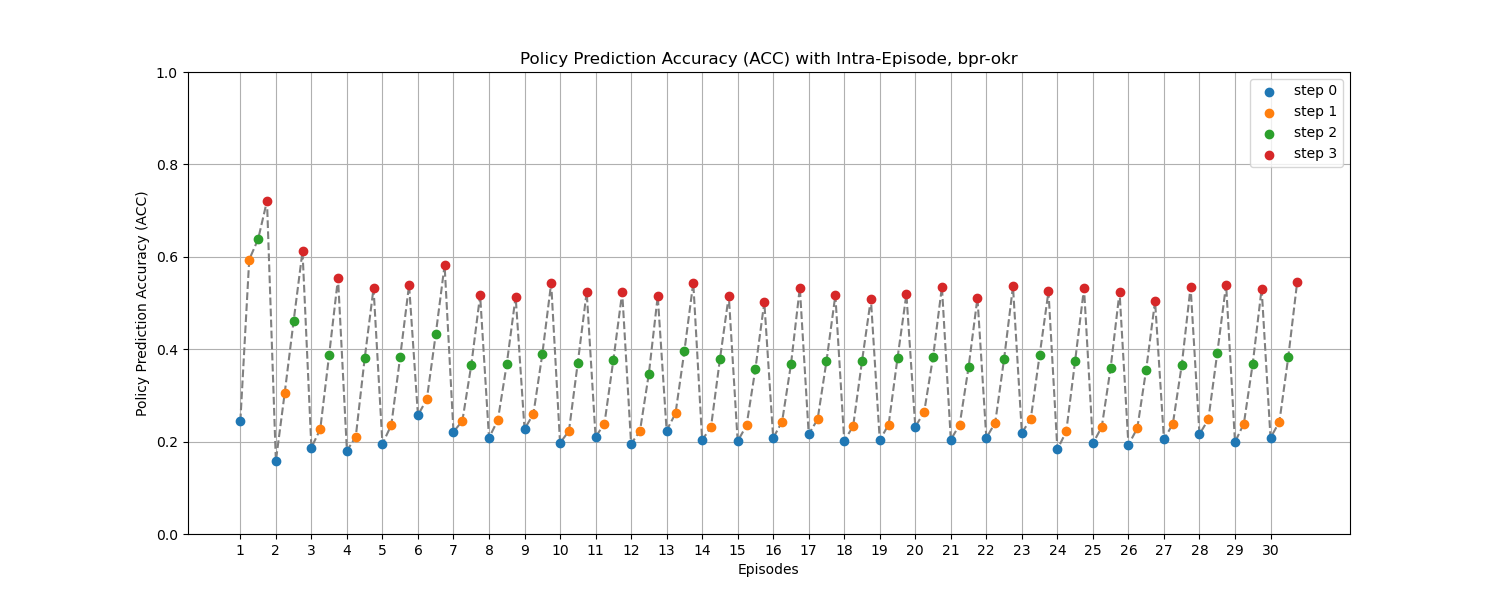 Policy Prediction Accuracy (ACC) with Intra-Episode, bpr-okr
1.0
0.8
0.6
0.4
0.2
0.0
Policy Prediction Accuracy (ACC)
step 0
step 1
step 2
step 3
1 2 3 4 5 6 7 8 9 10 11 12 13 14 15 16 17 18 19 20 21 22 23 24 25 26 27 28 29 30
Episodes